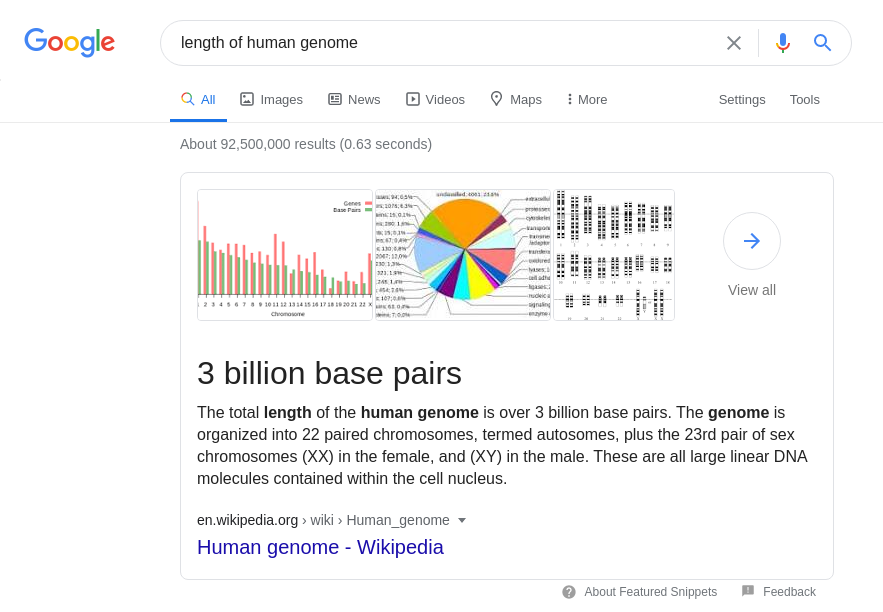 Google
length of human genome
All Images News Videos Maps More Settings Tools
About 92,500,000 results (0.63 seconds)
Genes
Base Pairs
2 3 4 5 6 7 8 9 10 11 12 13 14 15 16 17 18 19 20 21 22 X
Chromosome
unclassified; 4061; 23.6%
View all
3 billion base pairs
The total length of the human genome is over 3 billion base pairs. The genome is
organized into 22 paired chromosomes, termed autosomes, plus the 23rd pair of sex
chromosomes (XX) in the female, and (XY) in the male. These are all large linear DNA
molecules contained within the cell nucleus.
en.wikipedia.org › wiki › Human_genome
Human genome - Wikipedia
About Featured Snippets Feedback